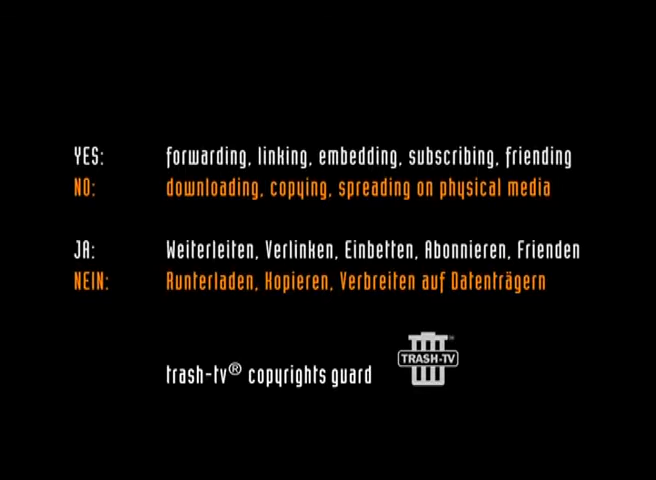 YES: forwarding, linking, embedding, subscribing, friending
NO: downloading, copying, spreading on physical media
JA: Weiterleiten, Verlinken, Einbetten, Abonnieren, Frienden
NEIN: Runterladen, Kopieren, Verbreiten auf Datenträgern
trash-tv® copyrights guard
TRASH-TV